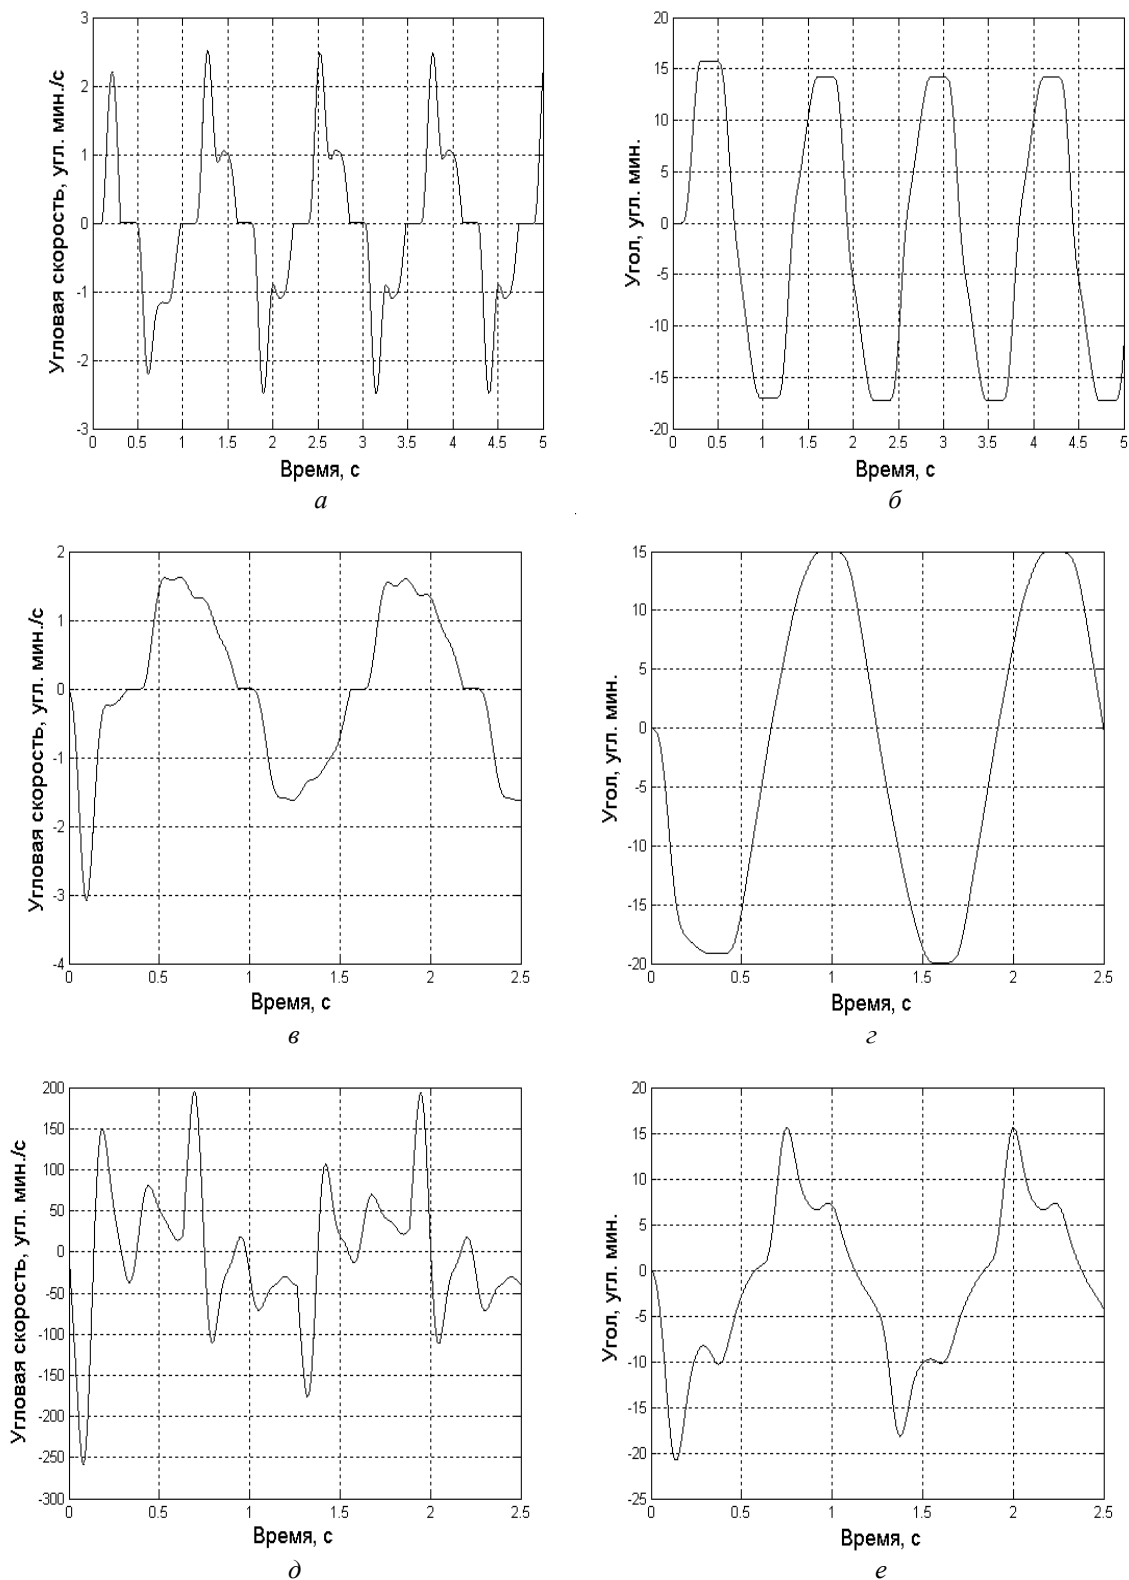 3
2
1
0
-1
-2
-3
0 0.5 1 1.5 2 2.5 3 3.5 4 4.5 5
Угловая скорость, угл. мин./с
Время, с
а
20
15
10
5
0
-5
-10
-15
-20
0 0.5 1 1.5 2 2.5 3 3.5 4 4.5 5
Угол, угл. мин.
Время, с
б
2
1
0
-1
-2
-3
-4
0 0.5 1 1.5 2 2.5
Угловая скорость, угл. мин./с
Время, с
в
15
10
5
0
-5
-10
-15
-20
0 0.5 1 1.5 2 2.5
Угол, угл. мин.
Время, с
г
200
150
100
50
0
-50
-100
-150
-200
-250
-300
0 0.5 1 1.5 2 2.5
Угловая скорость, угл. мин./с
Время, с
д
20
15
10
5
0
-5
-10
-15
-20
-25
0 0.5 1 1.5 2 2.5
Угол, угл. мин.
Время, с
е